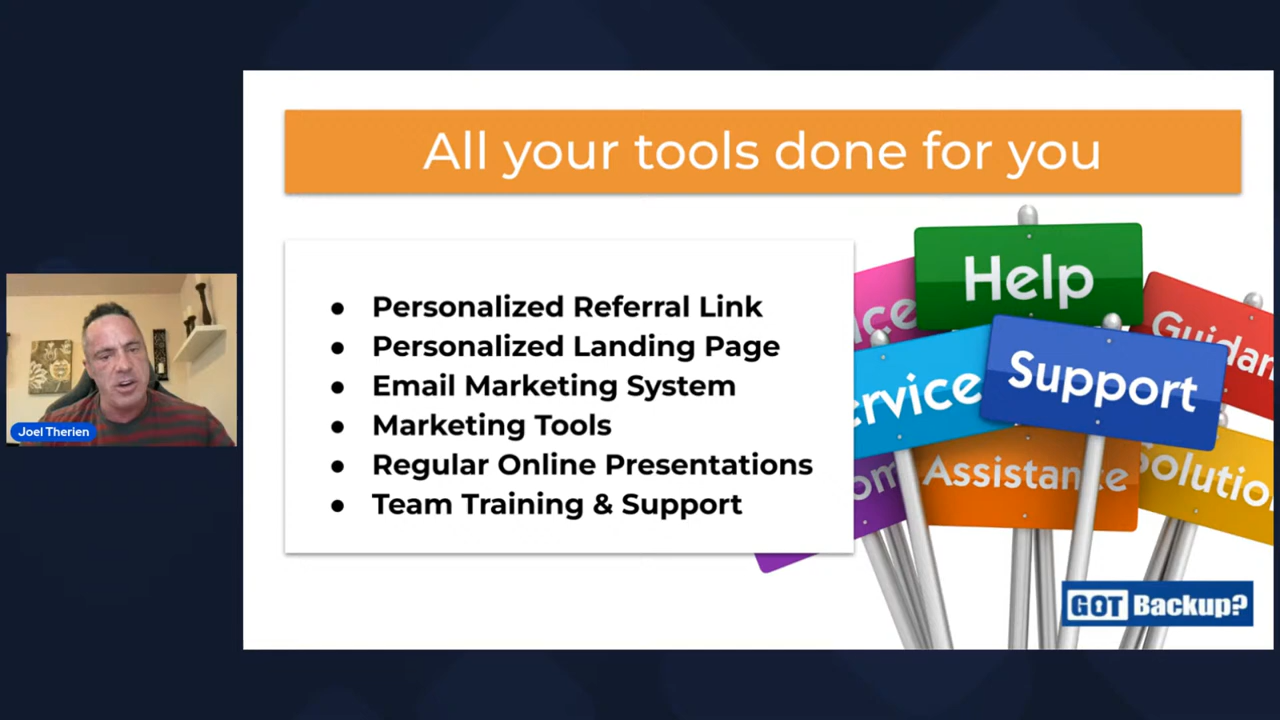 All your tools done for you
Joel Therien
• Personalized Referral Link
• Personalized Landing Page
• Email Marketing System
• Marketing Tools
• Regular Online Presentations
• Team Training & Support
Help
Support
Assistance
GOT Backup?